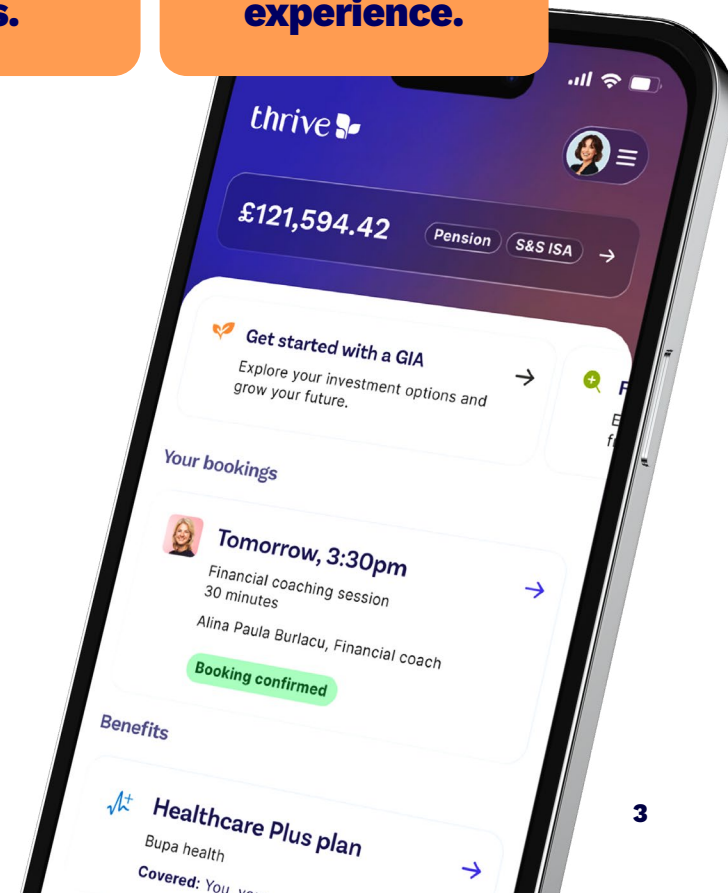 s.
experience.
thrive
£121,594.42
Pension
S&S ISA
Get started with a GIA
Explore your investment options and
grow your future.
F
E
f
Your bookings
Tomorrow, 3:30pm
Financial coaching session
30 minutes
Alina Paula Burlacu, Financial coach
Booking confirmed
Benefits
Healthcare Plus plan
Bupa health
Covered: You,
3